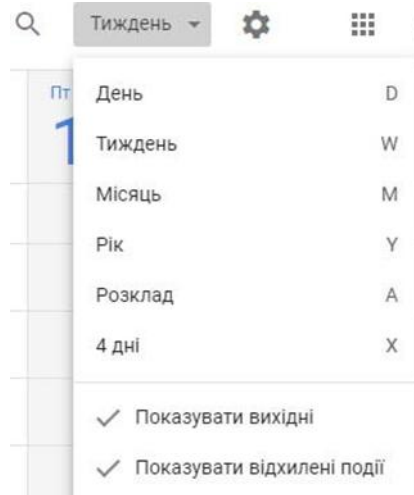 Тиждень
Пт
1
День D
Тиждень W
Місяць M
Рік Y
Розклад A
4 дні X
Показувати вихідні
Показувати відхилені події